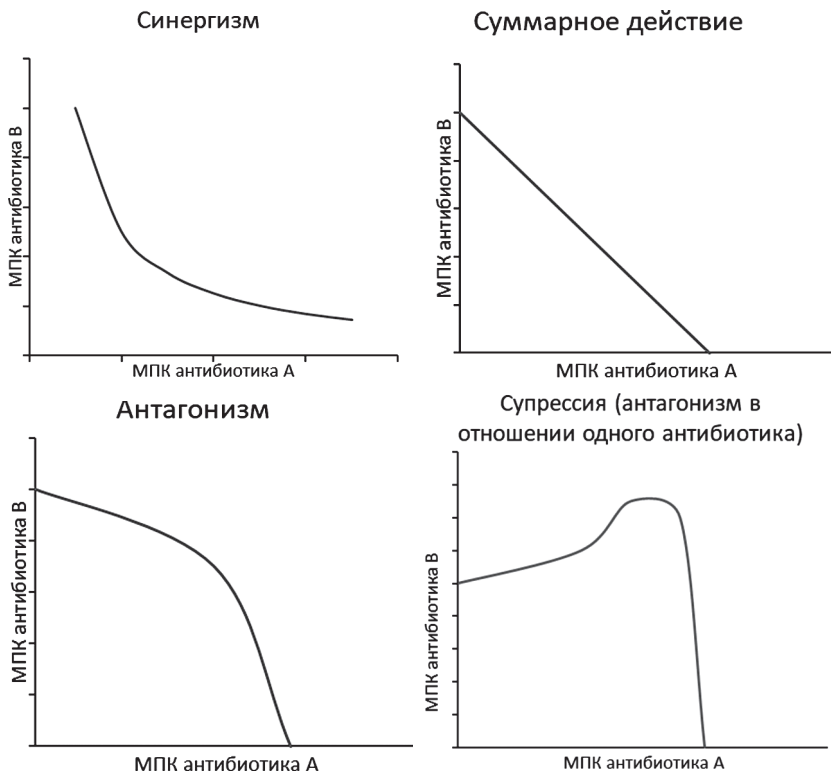 Синергизм
МПК антибиотика В
МПК антибиотика А
Суммарное действие
МПК антибиотика В
МПК антибиотика А
Антагонизм
МПК антибиотика В
МПК антибиотика А
Супрессия (антагонизм в
отношении одного антибиотика)
МПК антибиотика В
МПК антибиотика А